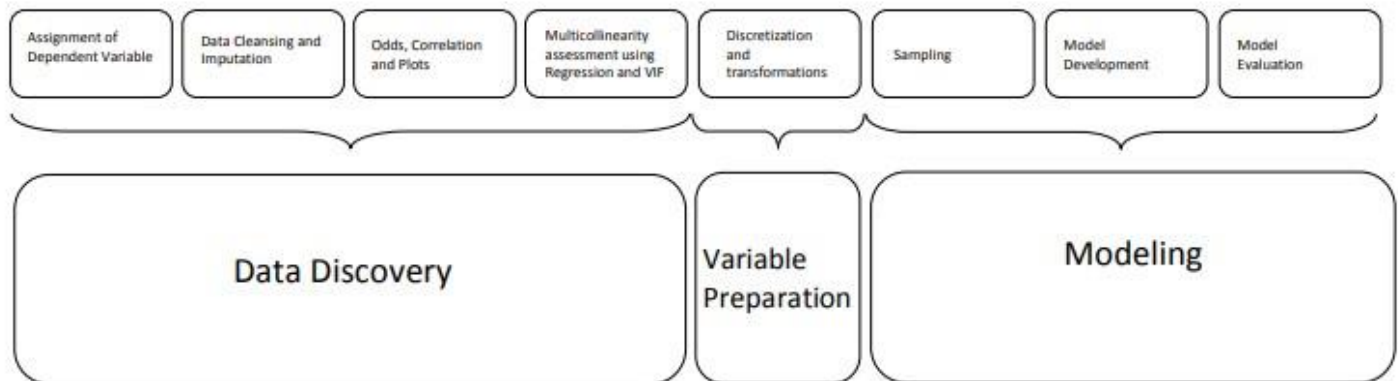 Assignment of
Dependent Variable
Data Cleansing and
Imputation
Odds, Correlation
and Plots
Multicollinearity
assessment using
Regression and VIF
Discretization
and
transformations
Sampling
Model
Development
Model
Evaluation
Data Discovery
Variable
Preparation
Modeling